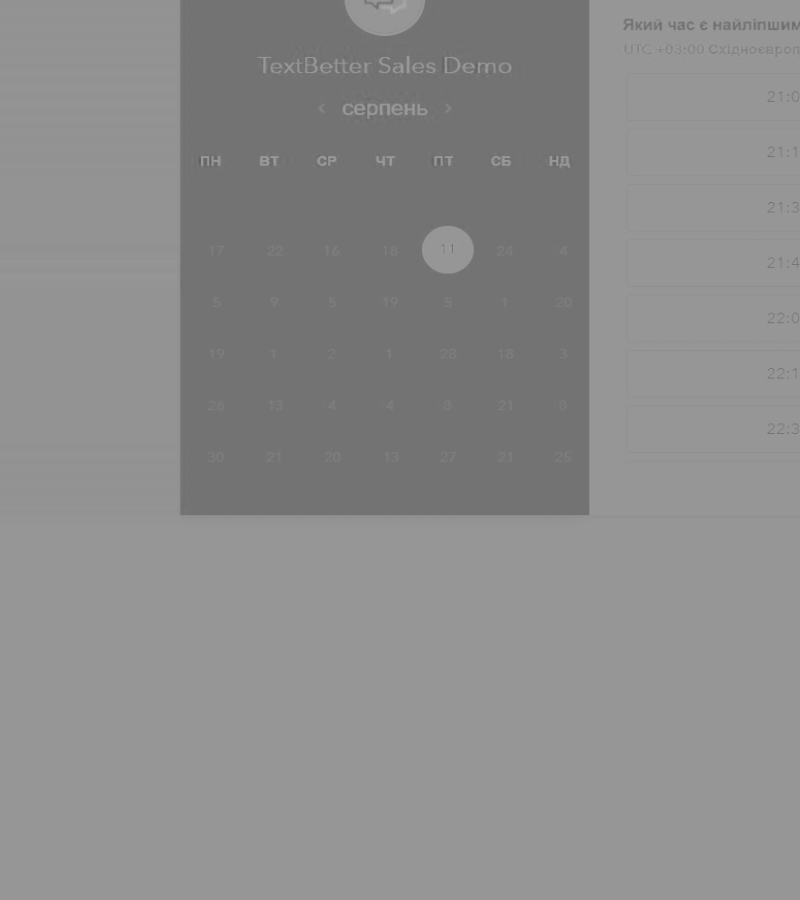 TextBetter Sales Demo
‹ серпень ›
ПН ВТ СР ЧТ ПТ СБ НД
17 22 16 18 11 24 4
5 9 5 19 5 1 20
19 1 2 1 28 18 3
26 13 4 4 8 21 8
30 21 20 13 27 21 25
Який час є найліпшим
UTC +03:00
21:0
21:1
21:3
21:4
22:0
22:1
22:3